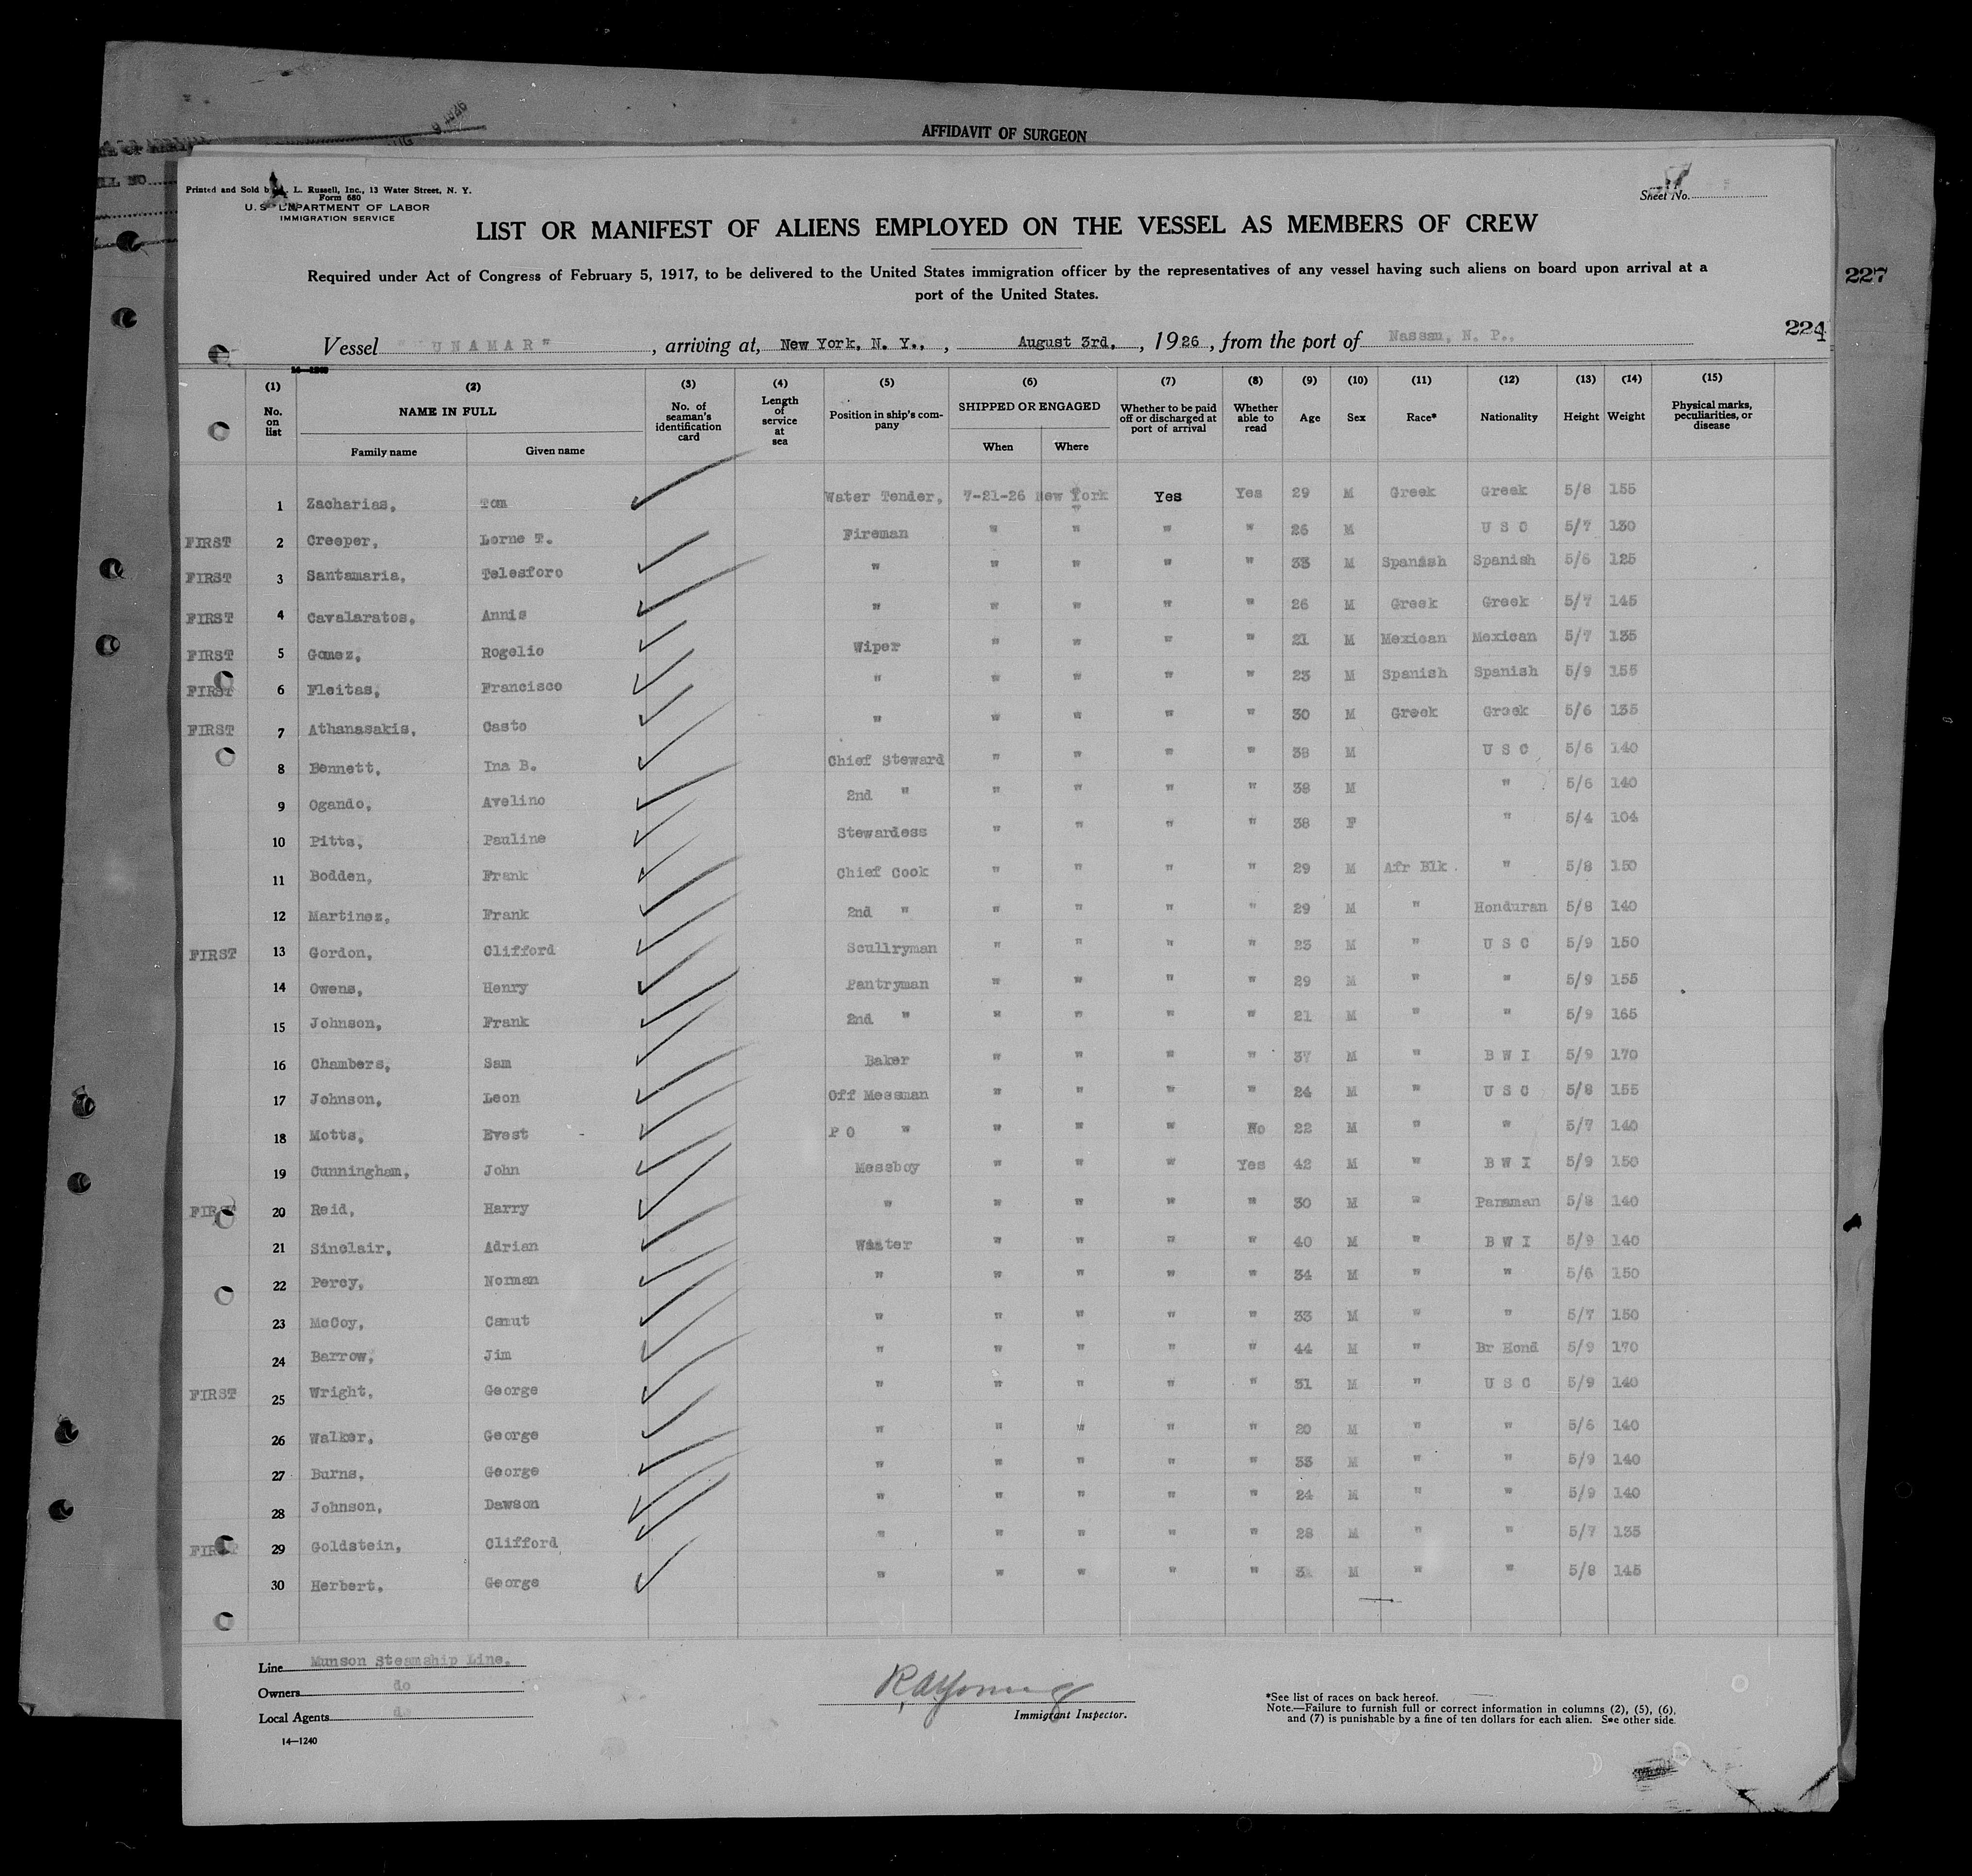 AFFIDAVIT OF SURGEON
Printed and Sold by L. Russell, Inc., 13 Water Street, N. Y.
Form 680
U. S. DEPARTMENT OF LABOR
IMMIGRATION SERVICE
Sheet No.
LIST OR MANIFEST OF ALIENS EMPLOYED ON THE VESSEL AS MEMBERS OF CREW
Required under Act of Congress of February 5, 1917, to be delivered to the United States immigration officer by the representatives of any vessel having such aliens on board upon arrival at a
port of the United States.
227
224
Vessel "MUNAMAR", arriving at, New York, N. Y., , August 3rd, , 1926, from the port of Nassau, N. P.,
(1) (2) (3) (4) (5) (6) (7) (8) (9) (10) (11) (12) (13) (14) (15)
No. on list NAME IN FULL Family name Given name No. of seaman's identification card Length of service at sea Position in ship's company SHIPPED OR ENGAGED When Where Whether to be paid off or discharged at port of arrival Whether able to read Age Sex Race* Nationality Height Weight Physical marks, peculiarities, or disease
1 Zacharias, Tom Water Tender, 7-21-26 New York Yes Yes 29 M Greek Greek 5/8 155
FIRST 2 Creeper, Lorne T. Fireman " " " " 26 M U S C 5/7 130
FIRST 3 Santamaria, Telesforo " " " " " 33 M Spanish Spanish 5/6 125
FIRST 4 Cavalaratos, Annis " " " " " 26 M Greek Greek 5/7 145
FIRST 5 Gomez, Rogelio Wiper " " " " 21 M Mexican Mexican 5/7 135
FIRST 6 Fleitas, Francisco " " " " " 23 M Spanish Spanish 5/9 155
FIRST 7 Athanasakis, Casto " " " " " 30 M Greek Greek 5/6 135
8 Bennett, Ina B. Chief Steward " " " " 38 M U S C 5/6 140
9 Ogando, Avelino 2nd " " " " " 38 M " 5/6 140
10 Pitts, Pauline Stewardess " " " " 38 F " 5/4 104
11 Bodden, Frank Chief Cook " " " " 29 M Afr Blk " 5/8 150
12 Martinez, Frank 2nd " " " " " 29 M " Honduran 5/8 140
FIRST 13 Gordon, Clifford Scullryman " " " " 23 M " U S C 5/9 150
14 Owens, Henry Pantryman " " " " 29 M " " 5/9 155
15 Johnson, Frank 2nd " " " " " 21 M " " 5/9 165
16 Chambers, Sam Baker " " " " 37 M " B W I 5/9 170
17 Johnson, Leon Off Messman " " " " 24 M " U S C 5/8 155
18 Motts, Evest P O " " " " No 22 M " " 5/7 140
19 Cunningham, John Messboy " " " Yes 42 M " B W I 5/9 150
FIRST 20 Reid, Harry " " " " " 30 M " Panaman 5/8 140
21 Sinclair, Adrian Waiter " " " " 40 M " B W I 5/9 140
22 Percy, Norman " " " " " 34 M " " 5/6 150
23 McCoy, Canut " " " " " 33 M " " 5/7 150
24 Barrow, Jim " " " " " 44 M " Br Hond 5/9 170
FIRST 25 Wright, George " " " " " 31 M " U S C 5/9 140
26 Walker, George " " " " " 20 M " " 5/6 140
27 Burns, George " " " " " 33 M " " 5/9 140
28 Johnson, Dawson " " " " " 24 M " " 5/9 140
FIRST 29 Goldstein, Clifford " " " " " 28 M " " 5/7 135
30 Herbert, George " " " " " M " " 5/8 145
Line Munson Steamship Line.
Owners do
Local Agents do
14—1240
R. A. Young
Immigrant Inspector.
*See list of races on back hereof.
Note.—Failure to furnish full or correct information in columns (2), (5), (6),
and (7) is punishable by a fine of ten dollars for each alien. See other side.